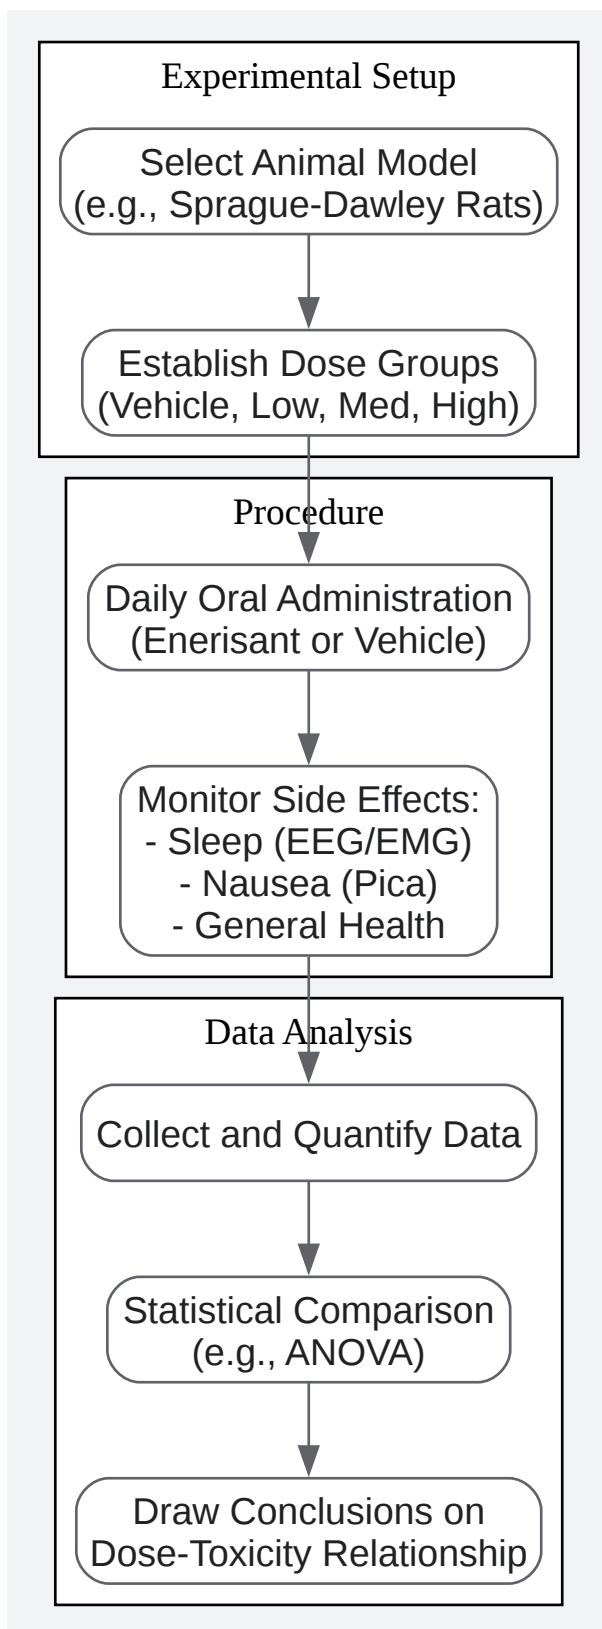 Experimental Setup
Select Animal Model
(e.g., Sprague-Dawley Rats)
Establish Dose Groups
(Vehicle, Low, Med, High)
Procedure
Daily Oral Administration
(Enerisant or Vehicle)
Monitor Side Effects:
- Sleep (EEG/EMG)
- Nausea (Pica)
- General Health
Data Analysis
Collect and Quantify Data
Statistical Comparison
(e.g., ANOVA)
Draw Conclusions on
Dose-Toxicity Relationship